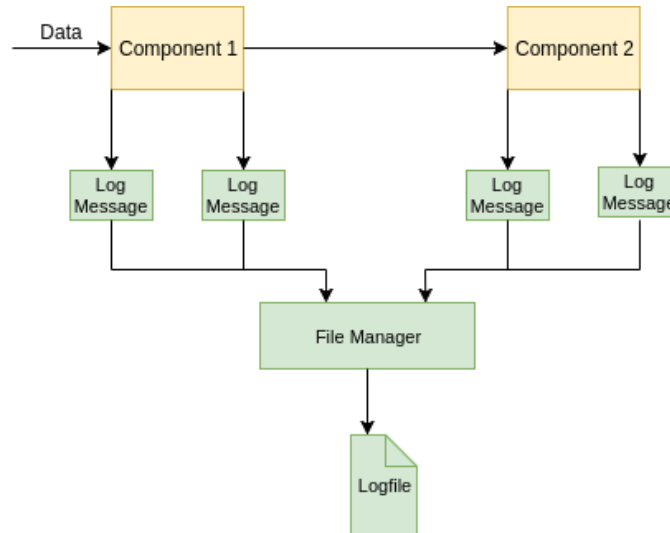 Data
Component 1
Component 2
Log
Message
Log
Message
Log
Message
Log
Message
File Manager
Logfile